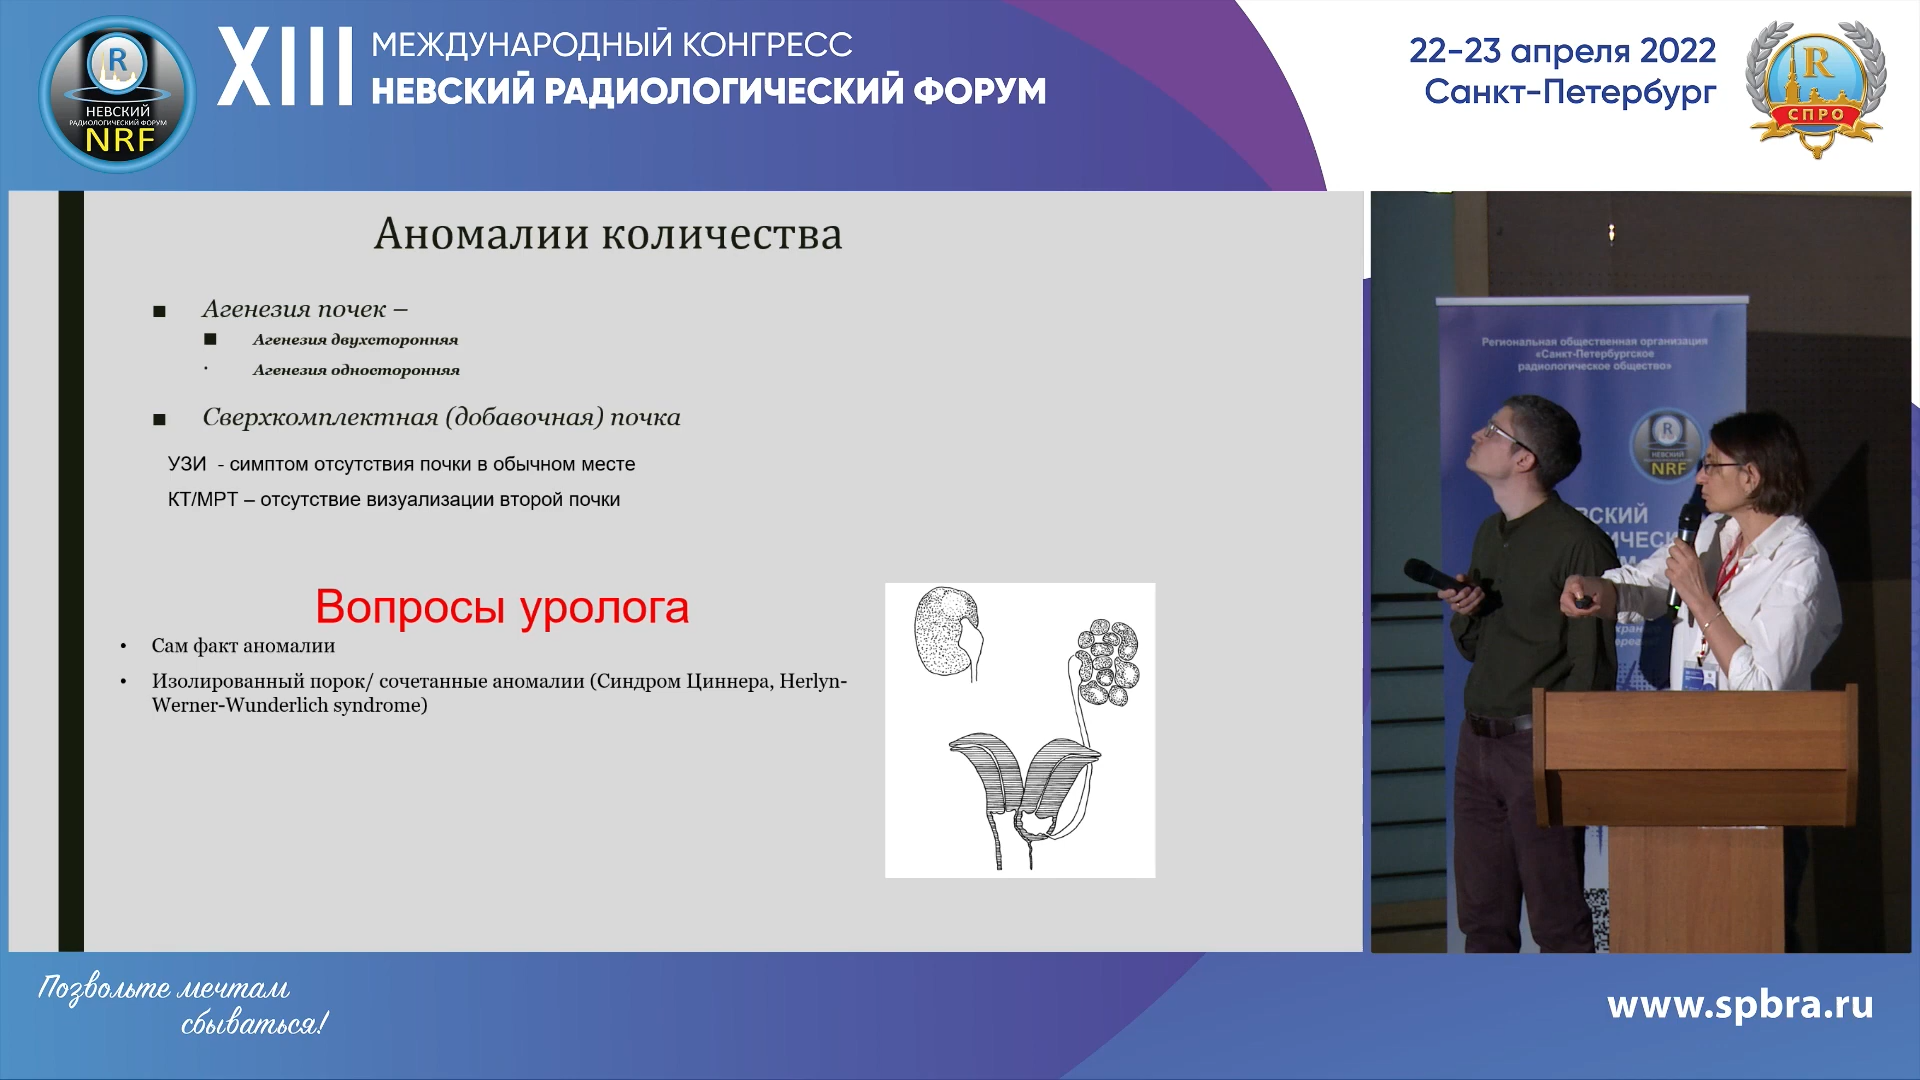 XIII
МЕЖДУНАРОДНЫЙ КОНГРЕСС
НЕВСКИЙ РАДИОЛОГИЧЕСКИЙ ФОРУМ
22-23 апреля 2022
Санкт-Петербург
R
НЕВСКИЙ
РАДИОЛОГИЧЕСКИЙ ФОРУМ
NRF
R
СПРО
Аномалии количества
Агенезия почек –
Агенезия двухсторонняя
Агенезия односторонняя
Сверхкомплектная (добавочная) почка
УЗИ - симптом отсутствия почки в обычном месте
КТ/МРТ – отсутствие визуализации второй почки
Вопросы уролога
• Сам факт аномалии
• Изолированный порок/ сочетанные аномалии (Синдром Циннера, Herlyn-
Werner-Wunderlich syndrome)
Региональная общественная организация
«Санкт-Петербургское
радиологическое общество»
R
НЕВСКИЙ
NRF
Позвольте мечтам
сбываться!
www.spbra.ru